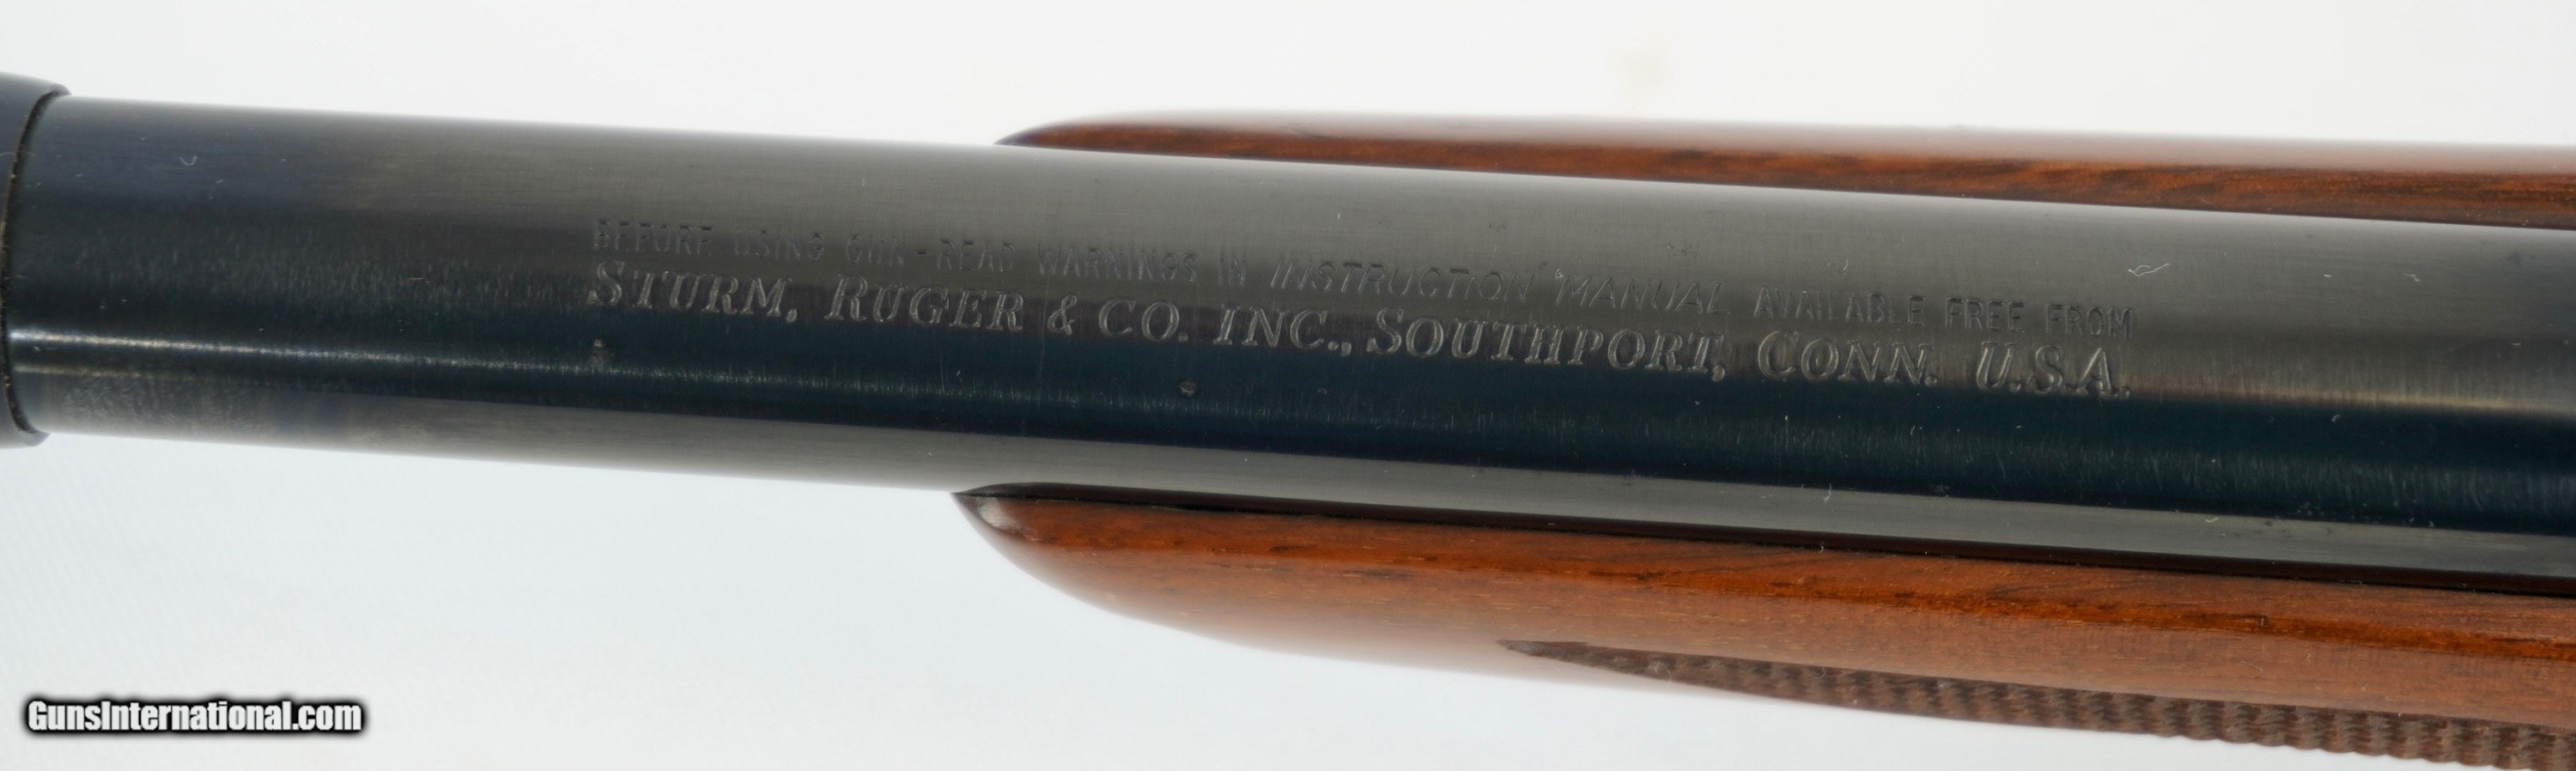 BEFORE USING GUN-READ WARNINGS IN INSTRUCTION MANUAL AVAILABLE FREE FROM
STURM, RUGER & CO. INC., SOUTHPORT, CONN. U.S.A.
GunsInternational.com